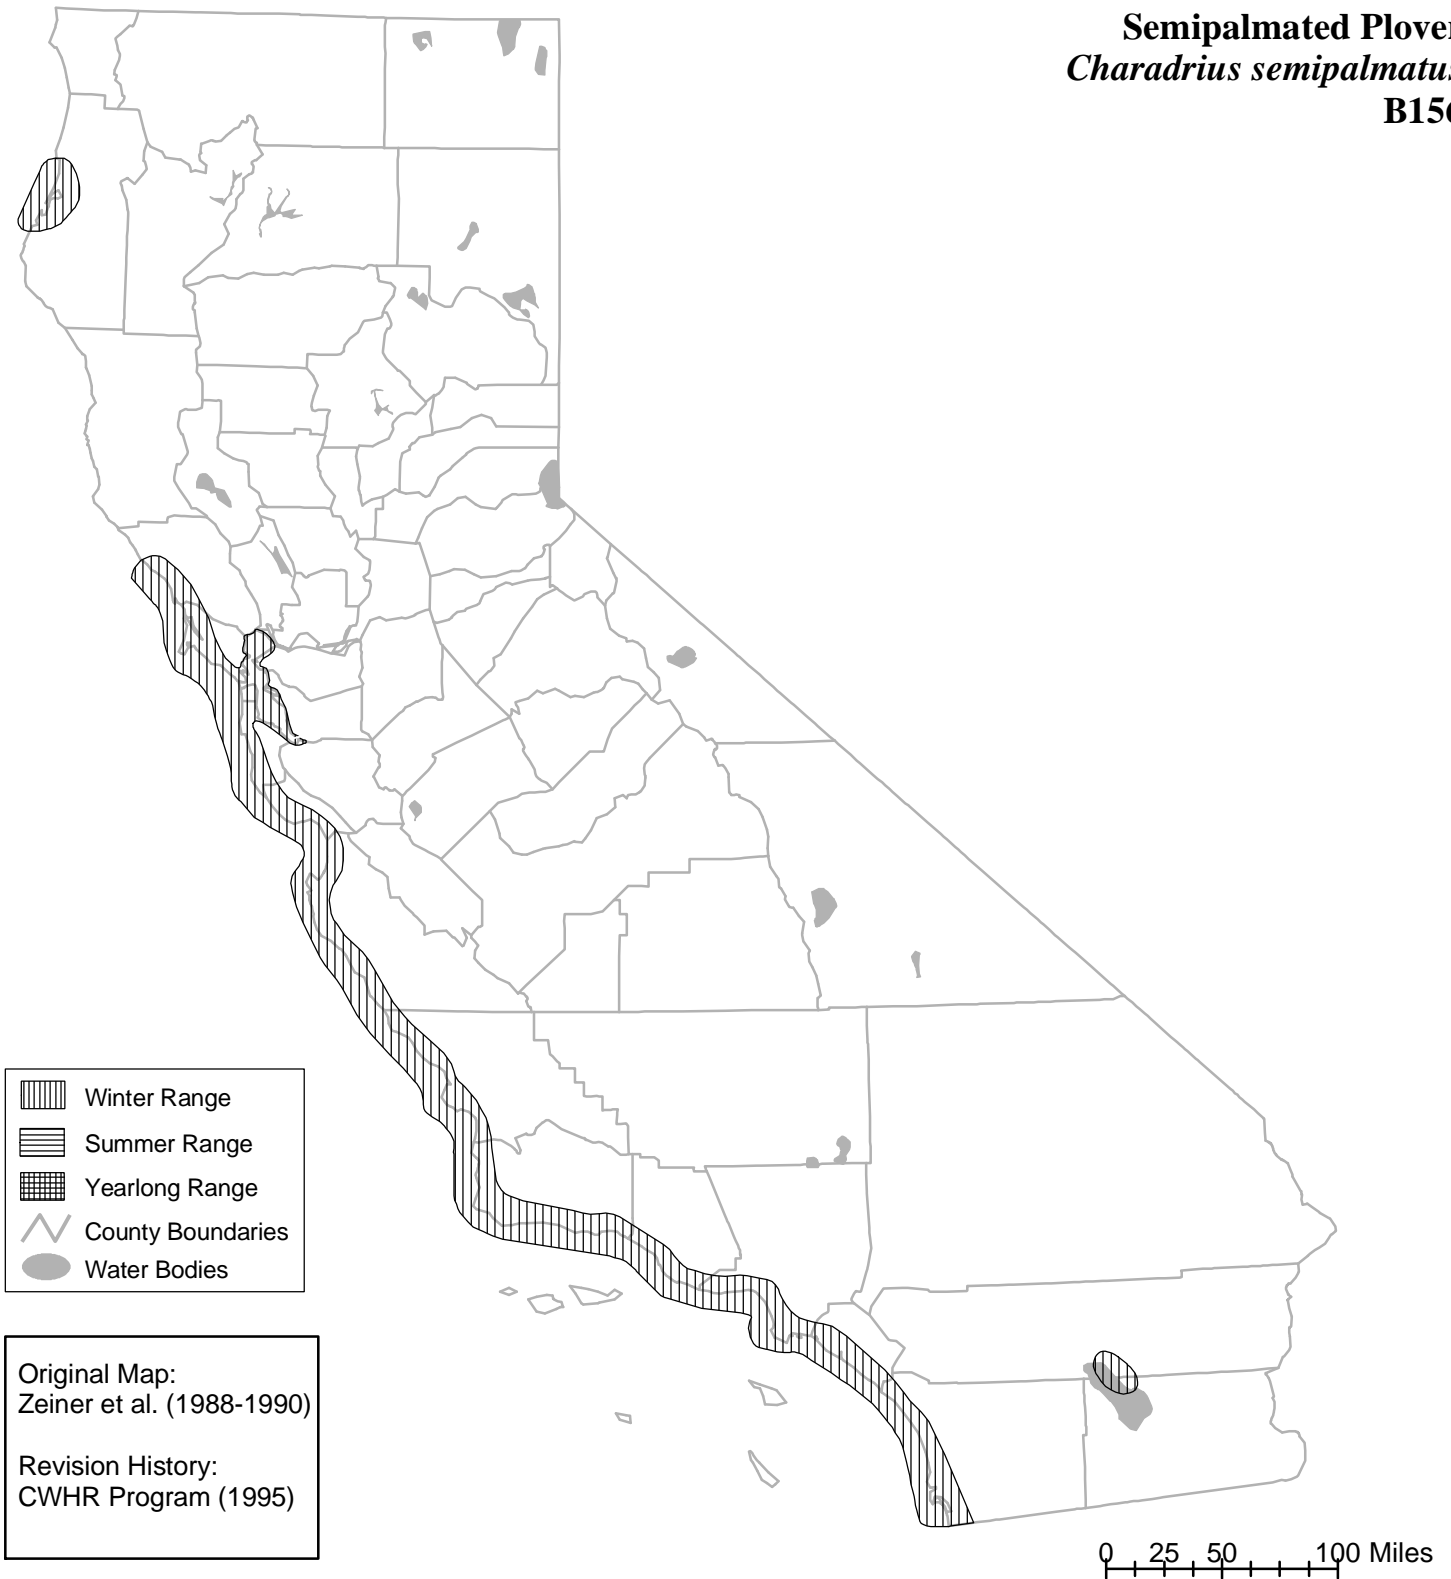 Semipalmated Plover
Charadrius semipalmatus
B156
Winter Range
Summer Range
Yearlong Range
County Boundaries
Water Bodies
Original Map:
Zeiner et al. (1988-1990)
Revision History:
CWHR Program (1995)
0 25 50 100 Miles